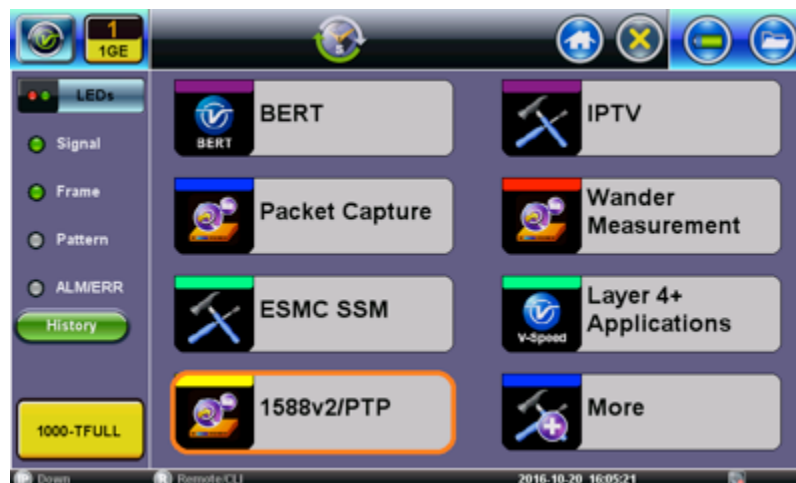 1
1GE
S
LEDs
Signal
Frame
Pattern
ALM/ERR
History
1000-TFULL
BERT
BERT
IPTV
Packet Capture
Wander
Measurement
ESMC SSM
V-Speed
Layer 4+
Applications
1588v2/PTP
More
IP Down
R Remote/CLI
2016-10-20 16:05:21